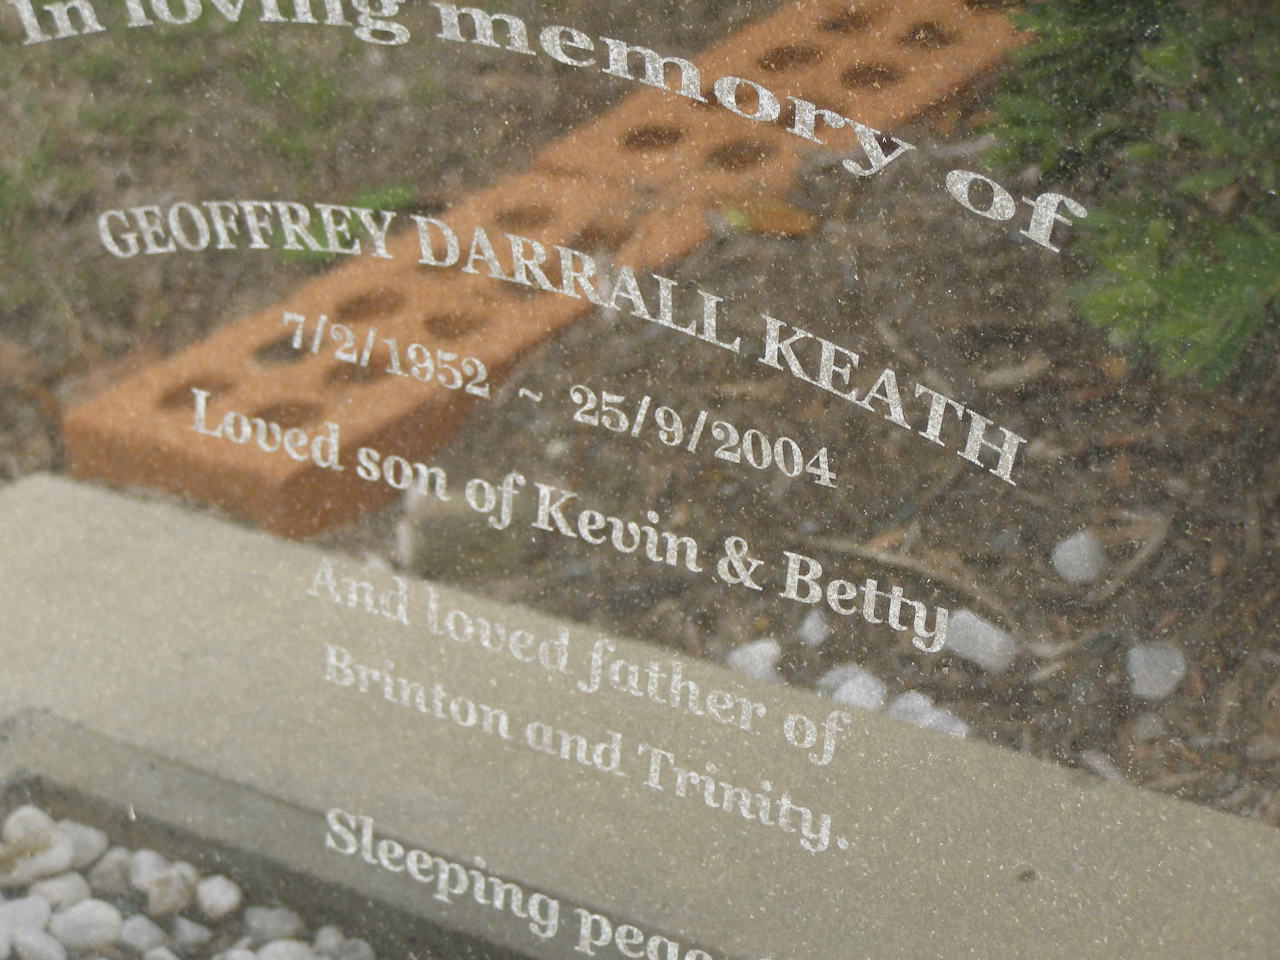 In loving memory of
GEOFFREY DARRALL KEATH
7/2/1952 ~ 25/9/2004
Loved son of Kevin & Betty
And loved father of
Brinton and Trinity.
Sleeping